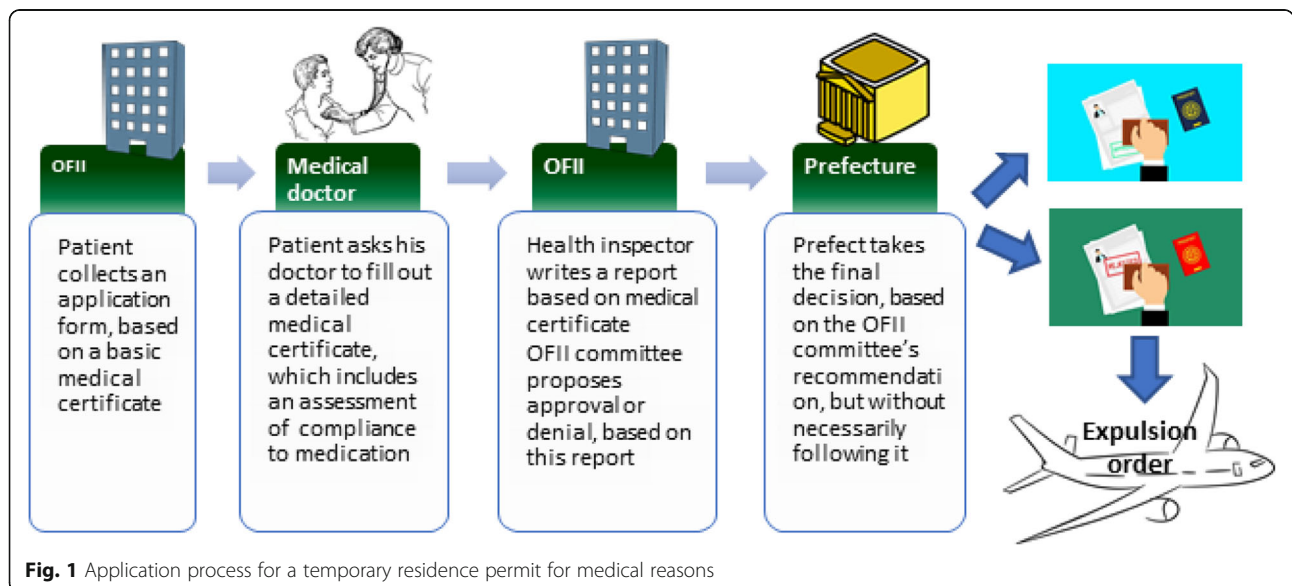 OFII
Patient
collects an
application
form, based
on a basic
medical
certificate
Medical
doctor
Patient asks his
doctor to fill out
a detailed
medical
certificate,
which includes
an assessment
of compliance
to medication
OFII
Health inspector
writes a report
based on medical
certificate
OFII committee
proposes
approval or
denial, based on
this report
Prefecture
Prefect takes
the final
decision, based
on the OFII
committee's
recommendati
on, but without
necessarily
following it
Expulsion
order
Fig. 1 Application process for a temporary residence permit for medical reasons